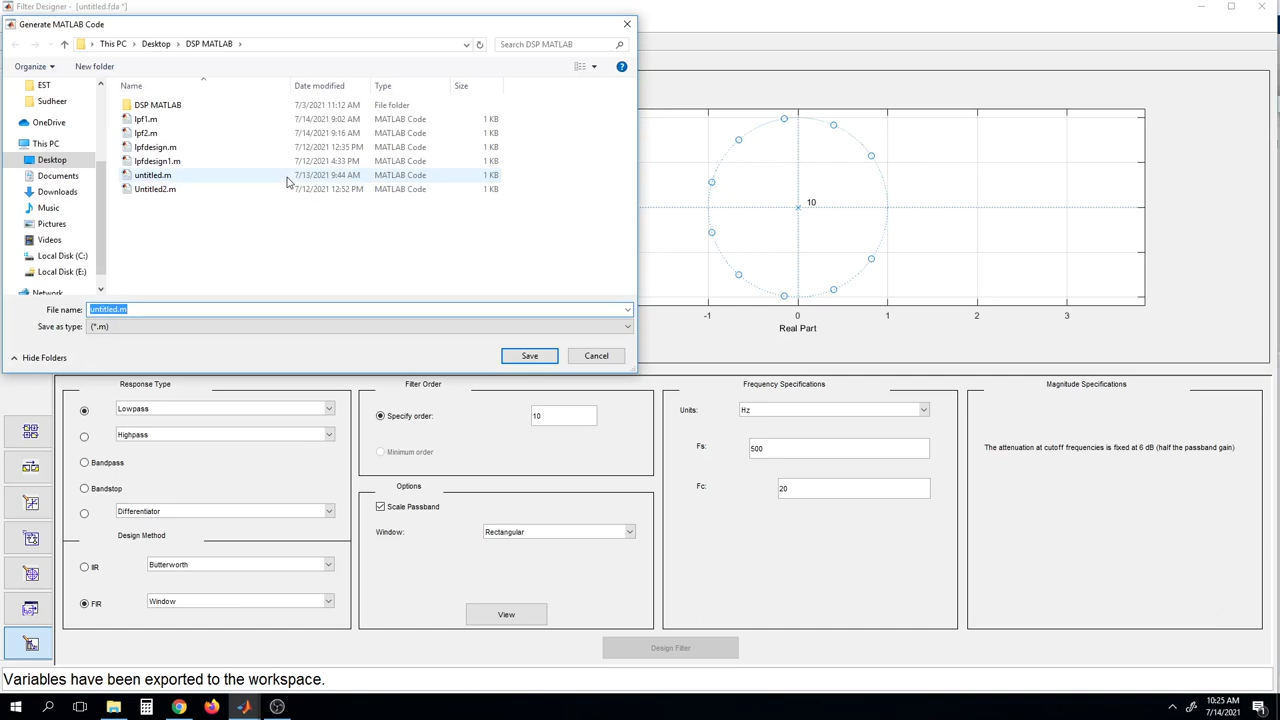 Filter Designer - [untitled.fda *]
Generate MATLAB Code
This PC > Desktop > DSP MATLAB >
Search DSP MATLAB
Organize
New folder
Name
Date modified
Type
Size
EST
Sudheer
OneDrive
This PC
Desktop
Documents
Downloads
Music
Pictures
Videos
Local Disk (C:)
Local Disk (E:)
Network
DSP MATLAB 7/3/2021 11:12 AM File folder
lpf1.m 7/14/2021 9:02 AM MATLAB Code 1 KB
lpf2.m 7/14/2021 9:16 AM MATLAB Code 1 KB
lpfdesign.m 7/12/2021 12:35 PM MATLAB Code 1 KB
lpfdesign1.m 7/12/2021 4:33 PM MATLAB Code 1 KB
untitled.m 7/13/2021 9:44 AM MATLAB Code 1 KB
Untitled2.m 7/12/2021 12:52 PM MATLAB Code 1 KB
File name: untitled.m
Save as type: (*.m)
Hide Folders
Save
Cancel
10
-1 0 1 2 3
Real Part
Response Type
Lowpass
Highpass
Bandpass
Bandstop
Differentiator
Design Method
IIR Butterworth
FIR Window
Filter Order
Specify order: 10
Minimum order
Options
Scale Passband
Window: Rectangular
View
Frequency Specifications
Units: Hz
Fs: 500
Fc: 20
Magnitude Specifications
The attenuation at cutoff frequencies is fixed at 6 dB (half the passband gain)
Design Filter
Variables have been exported to the workspace.
10:25 AM
7/14/2021